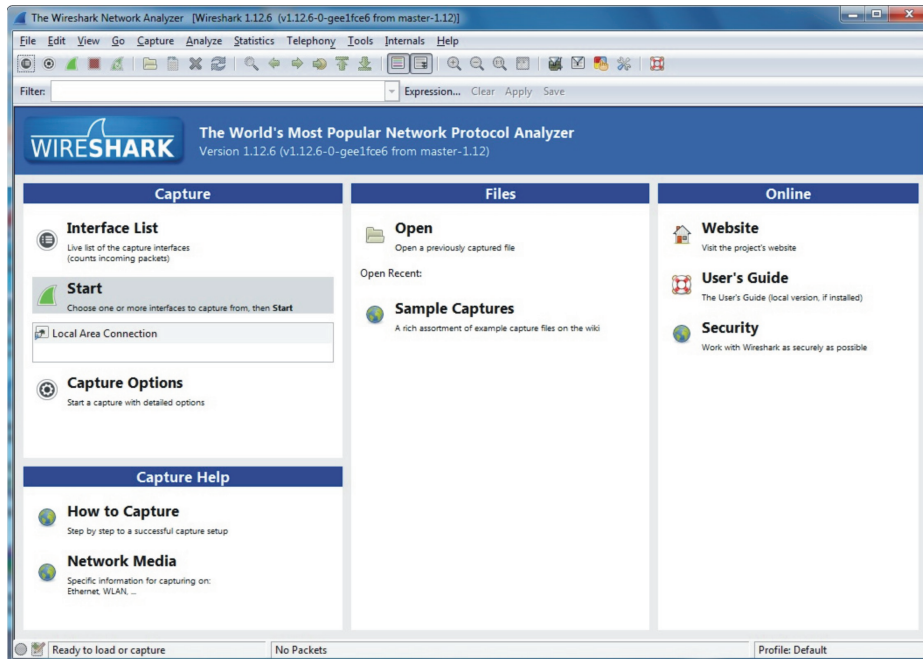 The Wireshark Network Analyzer [Wireshark 1.12.6 (v1.12.6-0-gee1fce6 from master-1.12)]
File Edit View Go Capture Analyze Statistics Telephony Tools Internals Help
Filter:
Expression... Clear Apply Save
WIRESHARK
The World's Most Popular Network Protocol Analyzer
Version 1.12.6 (v1.12.6-0-gee1fce6 from master-1.12)
Capture
Interface List
Live list of the capture interfaces
(counts incoming packets)
Start
Choose one or more interfaces to capture from, then Start
Local Area Connection
Capture Options
Start a capture with detailed options
Capture Help
How to Capture
Step by step to a successful capture setup
Network Media
Specific information for capturing on:
Ethernet, WLAN, ...
Files
Open
Open a previously captured file
Open Recent:
Sample Captures
A rich assortment of example capture files on the wiki
Online
Website
Visit the project's website
User's Guide
The User's Guide (local version, if installed)
Security
Work with Wireshark as securely as possible
Ready to load or capture
No Packets
Profile: Default